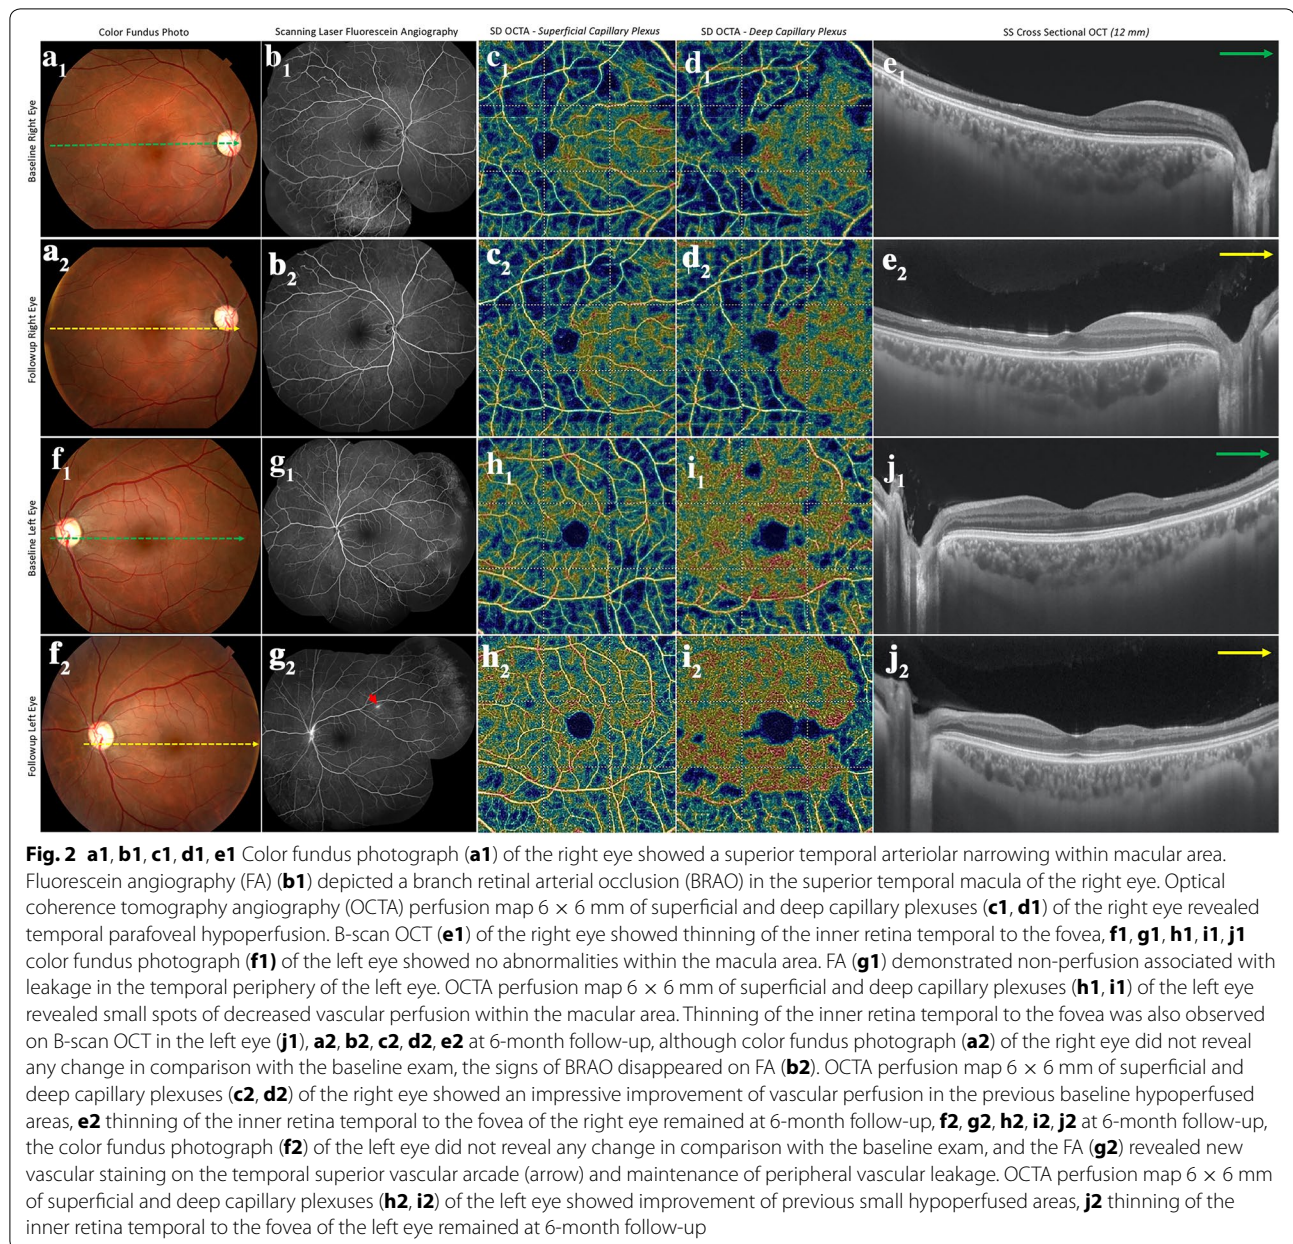 Color Fundus Photo
Scanning Laser Fluorescein Angiography
SD OCTA - Superficial Capillary Plexus
SD OCTA - Deep Capillary Plexus
SS Cross Sectional OCT (12 mm)
Baseline Right Eye
a1
b1
c1
d1
e1
Followup Right Eye
a2
b2
c2
d2
e2
Baseline Left Eye
f1
g1
h1
i1
j1
Followup Left Eye
f2
g2
h2
i2
j2
Fig. 2 a1, b1, c1, d1, e1 Color fundus photograph (a1) of the right eye showed a superior temporal arteriolar narrowing within macular area.
Fluorescein angiography (FA) (b1) depicted a branch retinal arterial occlusion (BRAO) in the superior temporal macula of the right eye. Optical
coherence tomography angiography (OCTA) perfusion map 6 × 6 mm of superficial and deep capillary plexuses (c1, d1) of the right eye revealed
temporal parafoveal hypoperfusion. B-scan OCT (e1) of the right eye showed thinning of the inner retina temporal to the fovea, f1, g1, h1, i1, j1
color fundus photograph (f1) of the left eye showed no abnormalities within the macula area. FA (g1) demonstrated non-perfusion associated with
leakage in the temporal periphery of the left eye. OCTA perfusion map 6 × 6 mm of superficial and deep capillary plexuses (h1, i1) of the left eye
revealed small spots of decreased vascular perfusion within the macular area. Thinning of the inner retina temporal to the fovea was also observed
on B-scan OCT in the left eye (j1), a2, b2, c2, d2, e2 at 6-month follow-up, although color fundus photograph (a2) of the right eye did not reveal
any change in comparison with the baseline exam, the signs of BRAO disappeared on FA (b2). OCTA perfusion map 6 × 6 mm of superficial and
deep capillary plexuses (c2, d2) of the right eye showed an impressive improvement of vascular perfusion in the previous baseline hypoperfused
areas, e2 thinning of the inner retina temporal to the fovea of the right eye remained at 6-month follow-up, f2, g2, h2, i2, j2 at 6-month follow-up,
the color fundus photograph (f2) of the left eye did not reveal any change in comparison with the baseline exam, and the FA (g2) revealed new
vascular staining on the temporal superior vascular arcade (arrow) and maintenance of peripheral vascular leakage. OCTA perfusion map 6 × 6 mm
of superficial and deep capillary plexuses (h2, i2) of the left eye showed improvement of previous small hypoperfused areas, j2 thinning of the
inner retina temporal to the fovea of the left eye remained at 6-month follow-up